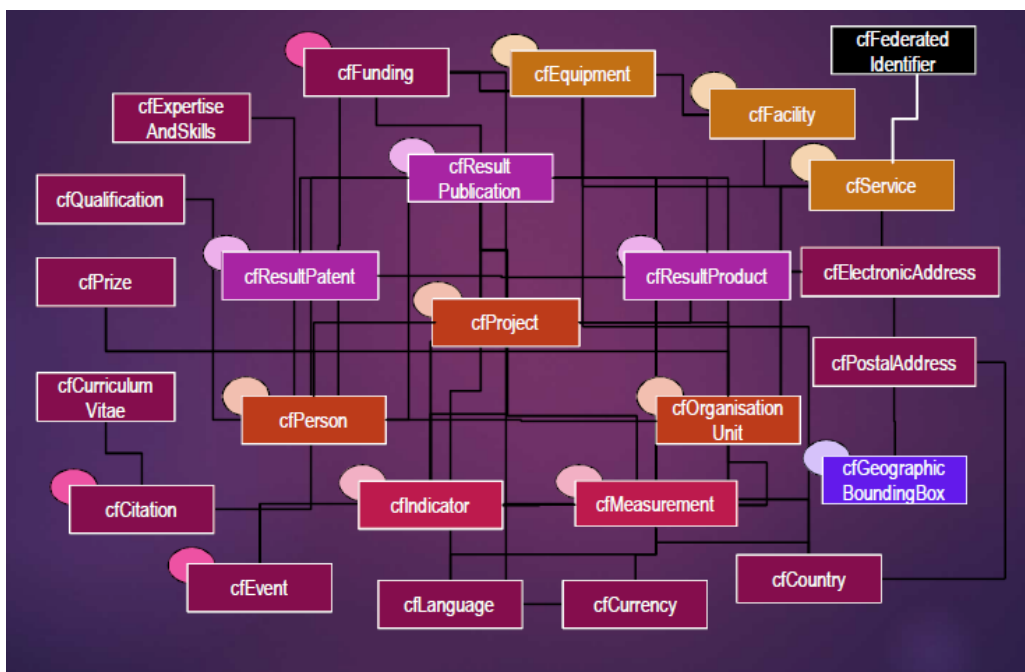 cfFederated
Identifier
cfFunding
cfEquipment
cfExpertise
AndSkills
cfFacility
cfResult
Publication
cfQualification
cfService
cfResultPatent
cfResultProduct
cfElectronicAddress
cfPrize
cfProject
cfPostalAddress
cfCurriculum
Vitae
cfPerson
cfOrganisation
Unit
cfGeographic
BoundingBox
cfCitation
cfIndicator
cfMeasurement
cfEvent
cfLanguage
cfCurrency
cfCountry